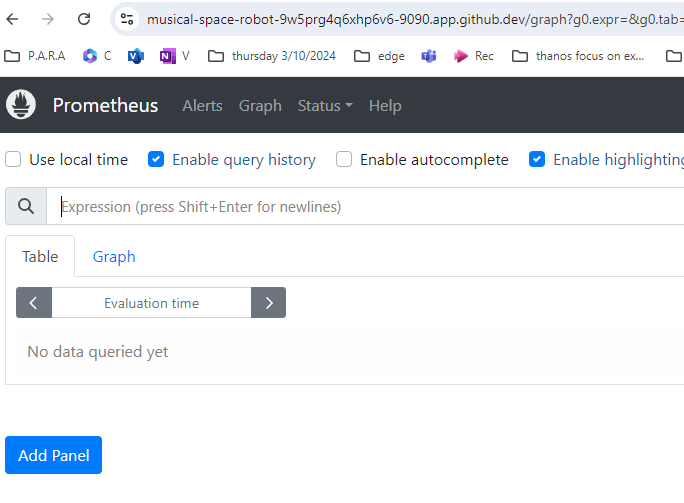 musical-space-robot-9w5prg4q6xhp6v6-9090.app.github.dev/graph?g0.expr=&g0.tab=
P.A.R.A C V thursday 3/10/2024 edge Rec thanos focus on ex...
Prometheus Alerts Graph Status Help
Use local time Enable query history Enable autocomplete Enable highlighting
Expression (press Shift+Enter for newlines)
Table Graph
Evaluation time
No data queried yet
Add Panel